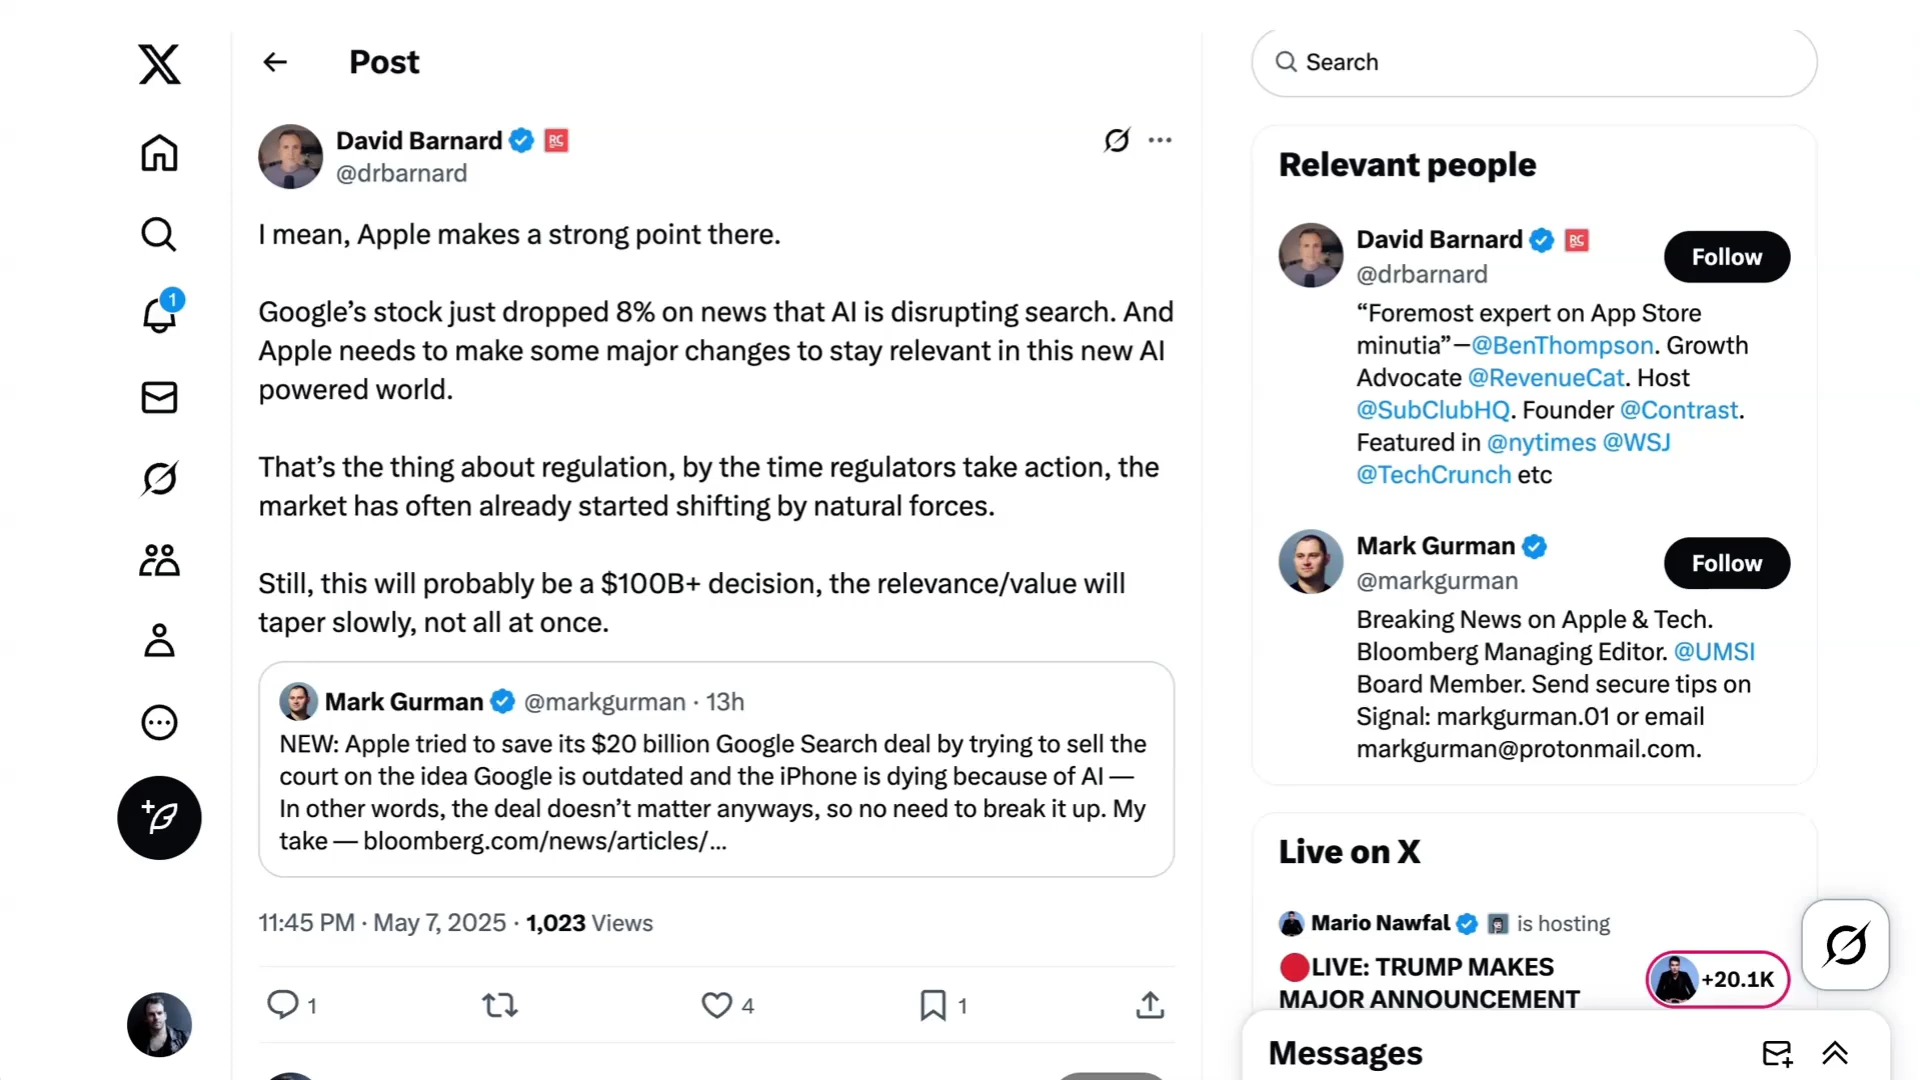 Post
David Barnard RC
@drbarnard
I mean, Apple makes a strong point there.
Google’s stock just dropped 8% on news that AI is disrupting search. And
Apple needs to make some major changes to stay relevant in this new AI
powered world.
That’s the thing about regulation, by the time regulators take action, the
market has often already started shifting by natural forces.
Still, this will probably be a $100B+ decision, the relevance/value will
taper slowly, not all at once.
Mark Gurman @markgurman · 13h
NEW: Apple tried to save its $20 billion Google Search deal by trying to sell the
court on the idea Google is outdated and the iPhone is dying because of AI —
In other words, the deal doesn’t matter anyways, so no need to break it up. My
take — bloomberg.com/news/articles/...
11:45 PM · May 7, 2025 · 1,023 Views
1
4
1
1
Search
Relevant people
David Barnard RC
@drbarnard
Follow
“Foremost expert on App Store
minutia”—@BenThompson. Growth
Advocate @RevenueCat. Host
@SubClubHQ. Founder @Contrast.
Featured in @nytimes @WSJ
@TechCrunch etc
Mark Gurman
@markgurman
Follow
Breaking News on Apple & Tech.
Bloomberg Managing Editor. @UMSI
Board Member. Send secure tips on
Signal: markgurman.01 or email
markgurman@protonmail.com.
Live on X
Mario Nawfal is hosting
LIVE: TRUMP MAKES
MAJOR ANNOUNCEMENT
+20.1K
Messages